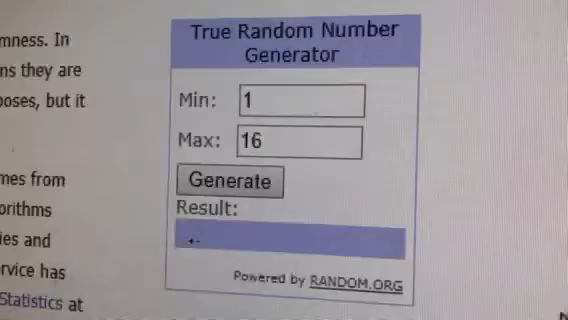 True Random Number
Generator
Min: 1
Max: 16
Generate
Result:
Powered by RANDOM.ORG
mness. In
ns they are
poses, but it
mes from
orithms
ies and
rvice has
Statistics at